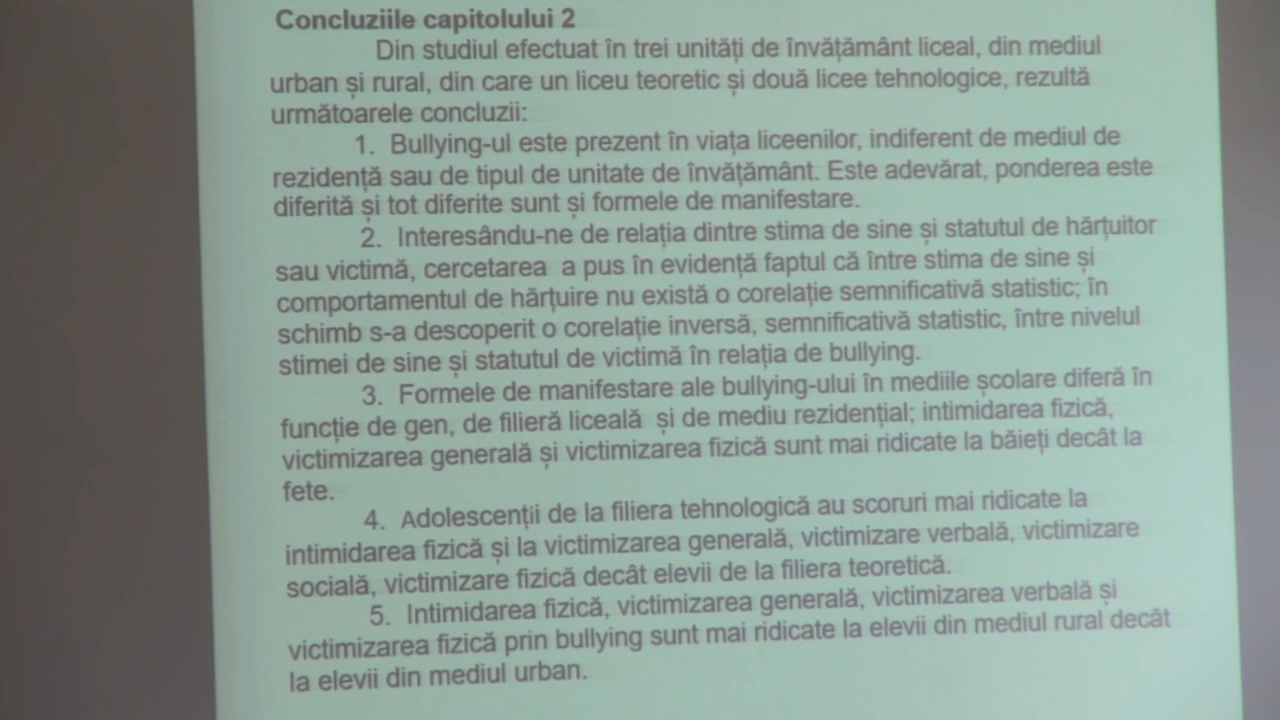 Concluziile capitolului 2
Din studiul efectuat în trei unități de învățământ liceal, din mediul
urban și rural, din care un liceu teoretic și două licee tehnologice, rezultă
următoarele concluzii:
1. Bullying-ul este prezent în viața liceenilor, indiferent de mediul de
rezidență sau de tipul de unitate de învățământ. Este adevărat, ponderea este
diferită și tot diferite sunt și formele de manifestare.
2. Interesându-ne de relația dintre stima de sine și statutul de hărțuitor
sau victimă, cercetarea a pus în evidență faptul că între stima de sine și
comportamentul de hărțuire nu există o corelație semnificativă statistic; în
schimb s-a descoperit o corelație inversă, semnificativă statistic, între nivelul
stimei de sine și statutul de victimă în relația de bullying.
3. Formele de manifestare ale bullying-ului în mediile școlare diferă în
funcție de gen, de filieră liceală și de mediu rezidențial; intimidarea fizică,
victimizarea generală și victimizarea fizică sunt mai ridicate la băieți decât la
fete.
4. Adolescenții de la filiera tehnologică au scoruri mai ridicate la
intimidarea fizică și la victimizarea generală, victimizare verbală, victimizare
socială, victimizare fizică decât elevii de la filiera teoretică.
5. Intimidarea fizică, victimizarea generală, victimizarea verbală și
victimizarea fizică prin bullying sunt mai ridicate la elevii din mediul rural decât
la elevii din mediul urban.